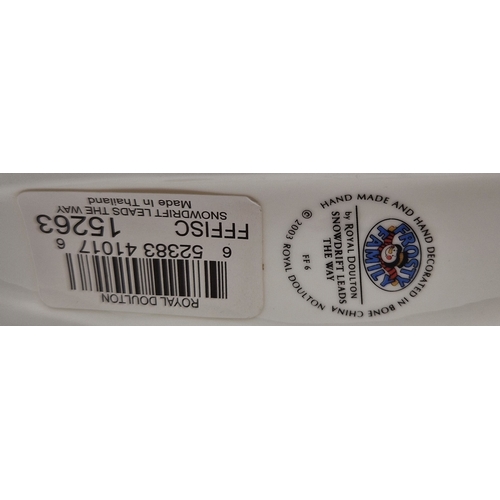 ROYAL DOULTON
6 52383 41017 6
FFFISC 15263
SNOWDRIFT LEADS THE WAY
Made In Thailand
HAND MADE AND HAND DECORATED IN BONE CHINA
© 2003 ROYAL DOULTON
FROSTY FAMILY
by ROYAL DOULTON
SNOWDRIFT LEADS
THE WAY
FF 6